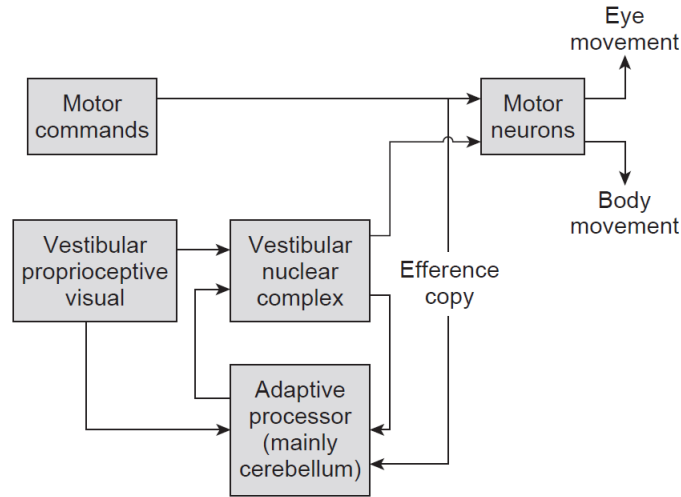 Eye
movement
Motor
commands
Motor
neurons
Body
movement
Vestibular
proprioceptive
visual
Vestibular
nuclear
complex
Efference
copy
Adaptive
processor
(mainly
cerebellum)